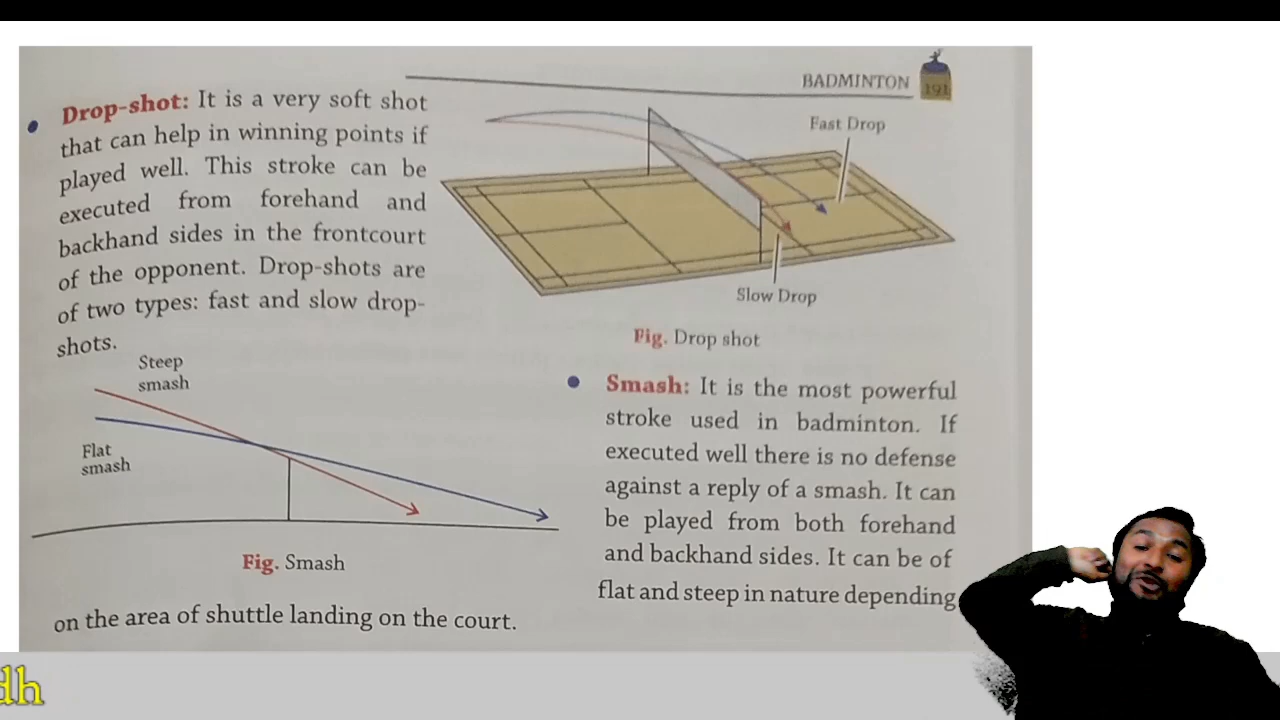 BADMINTON
191
• Drop-shot: It is a very soft shot
that can help in winning points if
played well. This stroke can be
executed from forehand and
backhand sides in the frontcourt
of the opponent. Drop-shots are
of two types: fast and slow drop-
shots.
Fast Drop
Slow Drop
Fig. Drop shot
Steep
smash
Flat
smash
Fig. Smash
• Smash: It is the most powerful
stroke used in badminton. If
executed well there is no defense
against a reply of a smash. It can
be played from both forehand
and backhand sides. It can be of
flat and steep in nature depending
on the area of shuttle landing on the court.
dh